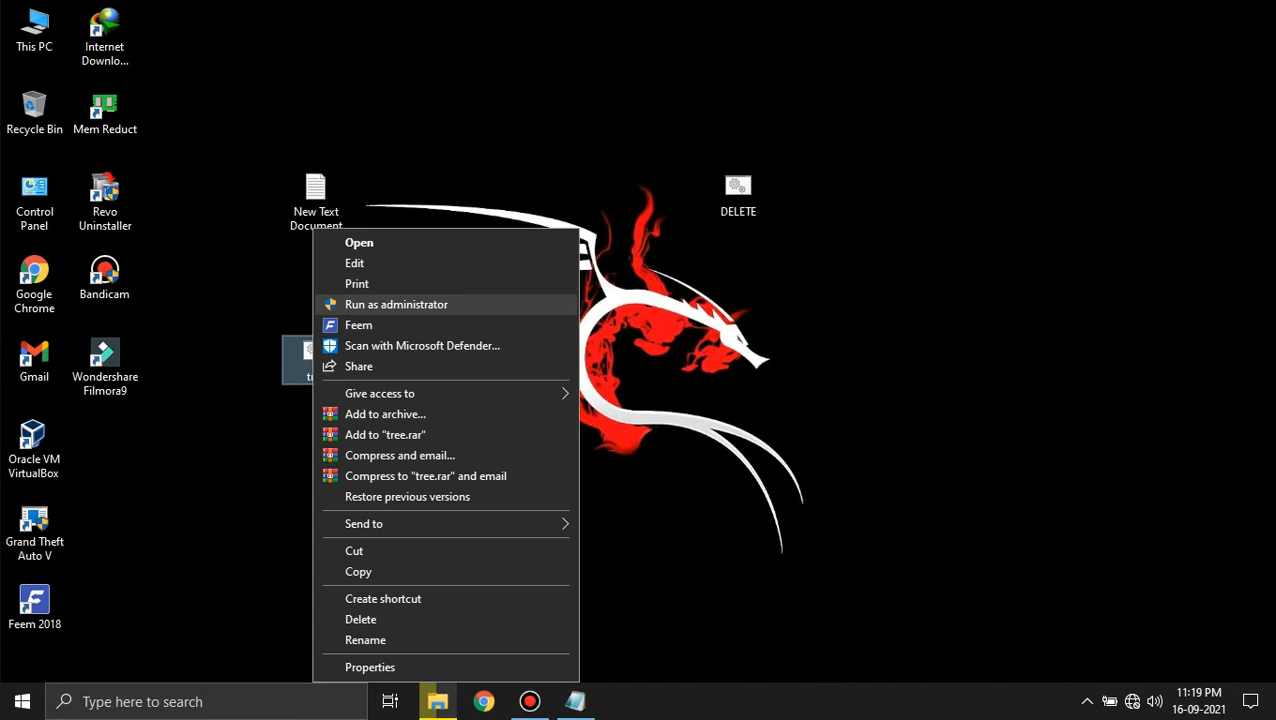 This PC
Internet
Downlo...
Recycle Bin
Mem Reduct
Control
Panel
Revo
Uninstaller
Google
Chrome
Bandicam
Gmail
Wondershare
Filmora9
Oracle VM
VirtualBox
Grand Theft
Auto V
Feem 2018
New Text
Document
DELETE
Open
Edit
Print
Run as administrator
Feem
Scan with Microsoft Defender...
Share
Give access to
Add to archive...
Add to "tree.rar"
Compress and email...
Compress to "tree.rar" and email
Restore previous versions
Send to
Cut
Copy
Create shortcut
Delete
Rename
Properties
Type here to search
11:19 PM
16-09-2021